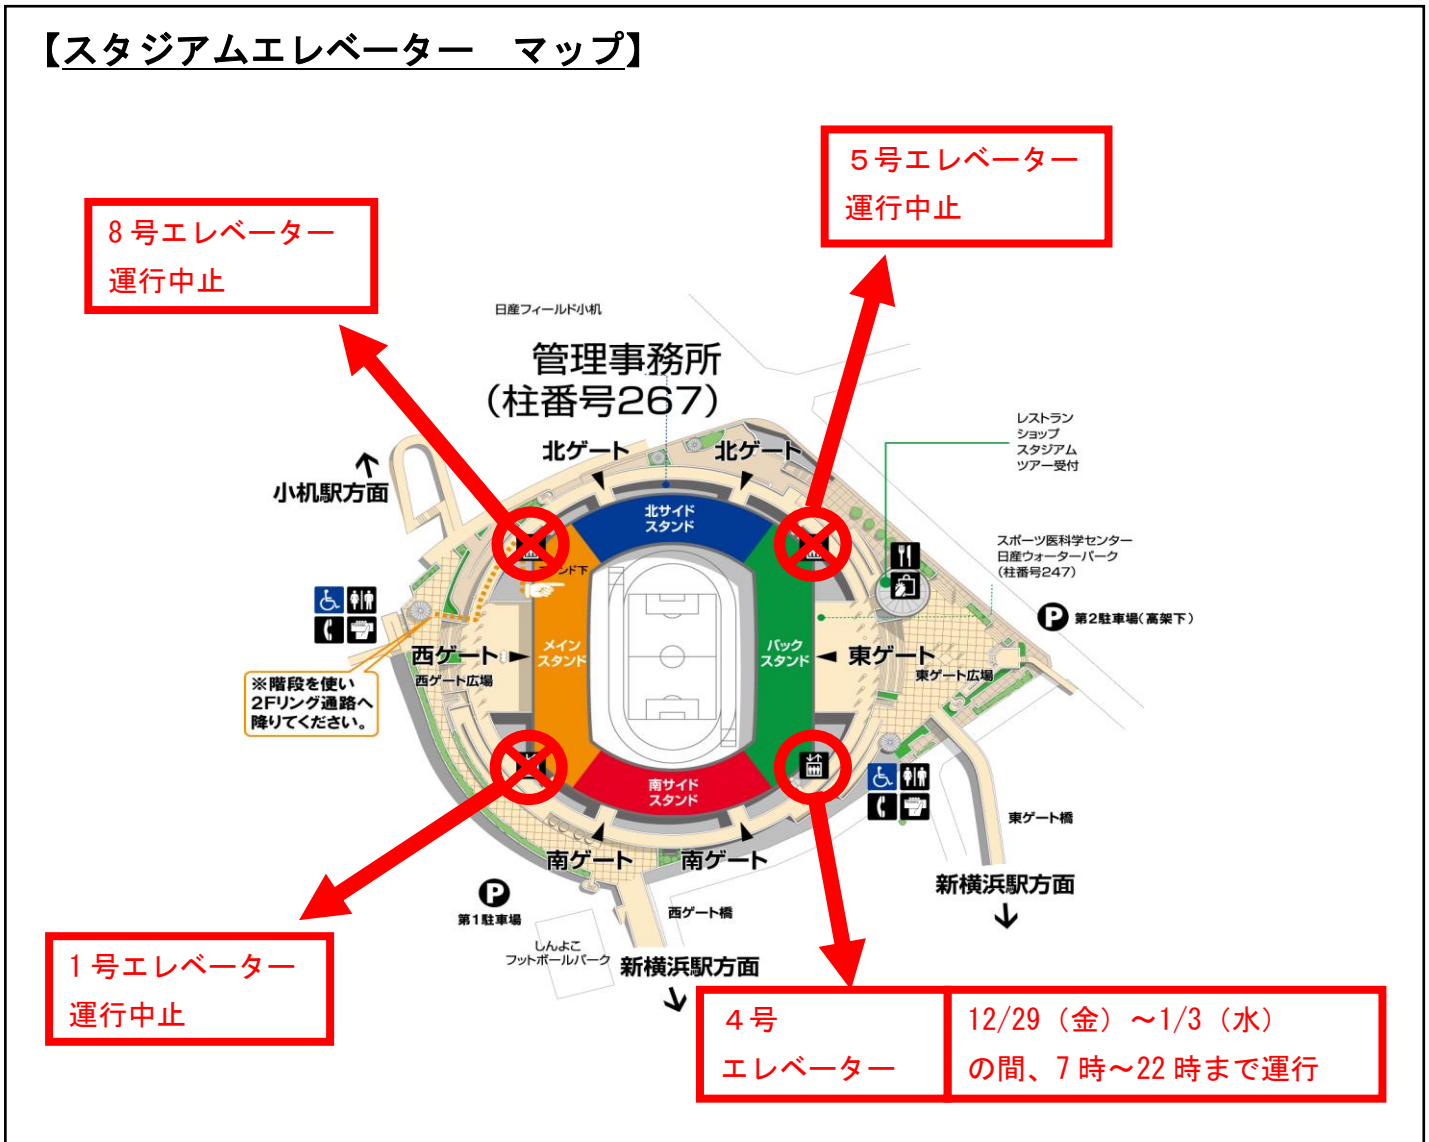 【スタジアムエレベーター　マップ】
５号エレベーター
運行中止
8 号エレベーター
運行中止
日産フィールド小机
管理事務所
(柱番号267)
レストラン
ショップ
スタジアム
ツアー受付
北ゲート
北ゲート
小机駅方面
北サイド
スタンド
スポーツ医科学センター
日産ウォーターパーク
(柱番号247)
P
第2駐車場(高架下)
メイン
スタンド
バック
スタンド
西ゲート
西ゲート広場
東ゲート
東ゲート広場
※階段を使い
2Fリング通路へ
降りてください。
南サイド
スタンド
東ゲート橋
南ゲート
南ゲート
新横浜駅方面
P
第1駐車場
西ゲート橋
しんよこ
フットボールパーク
新横浜駅方面
1 号エレベーター
運行中止
４号
エレベーター
12/29（金）～1/3（水）
の間、7 時～22 時まで運行